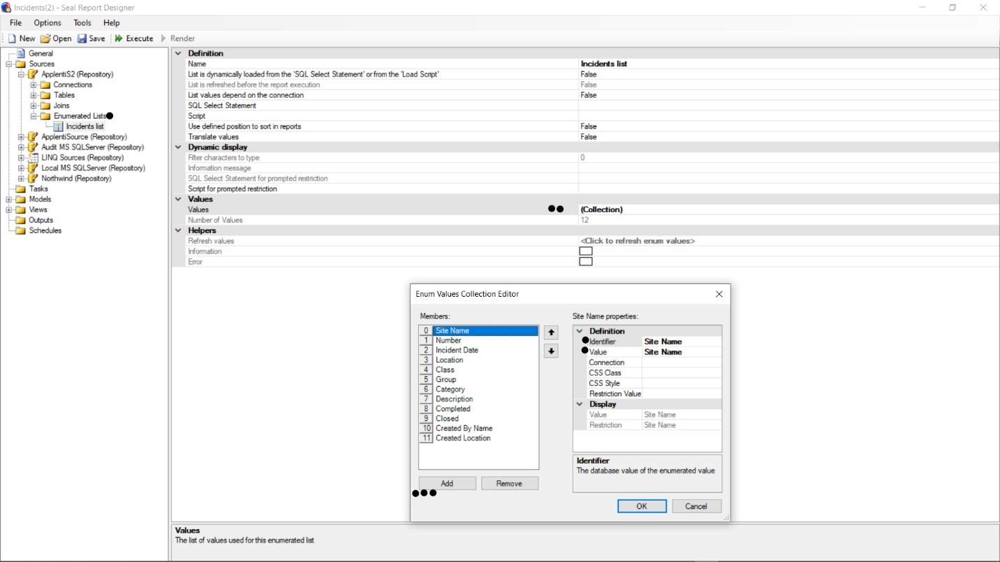 Incidents(2) - Seal Report Designer
File Options Tools Help
New Open Save Execute Render
General
Sources
ApplentiS2 (Repository)
Connections
Tables
Joins
Enumerated Lists
Incidents list
ApplentiSource (Repository)
Audit MS SQLServer (Repository)
LINQ Sources (Repository)
Local MS SQLServer (Repository)
Northwind (Repository)
Tasks
Models
Views
Outputs
Schedules
Definition
Name Incidents list
List is dynamically loaded from the 'SQL Select Statement' or from the 'Load Script' False
List is refreshed before the report execution False
List values depend on the connection False
SQL Select Statement
Script
Use defined position to sort in reports False
Translate values False
Dynamic display
Filter characters to type 0
Information message
SQL Select Statement for prompted restriction
Script for prompted restriction
Values
Values (Collection)
Number of Values 12
Helpers
Refresh values <Click to refresh enum values>
Information
Error
Enum Values Collection Editor
Members:
0 Site Name
1 Number
2 Incident Date
3 Location
4 Class
5 Group
6 Category
7 Description
8 Completed
9 Closed
10 Created By Name
11 Created Location
Add Remove
Site Name properties:
Definition
Identifier Site Name
Value Site Name
Connection
CSS Class
CSS Style
Restriction Value
Display
Value Site Name
Restriction Site Name
Identifier
The database value of the enumerated value
OK Cancel
Values
The list of values used for this enumerated list